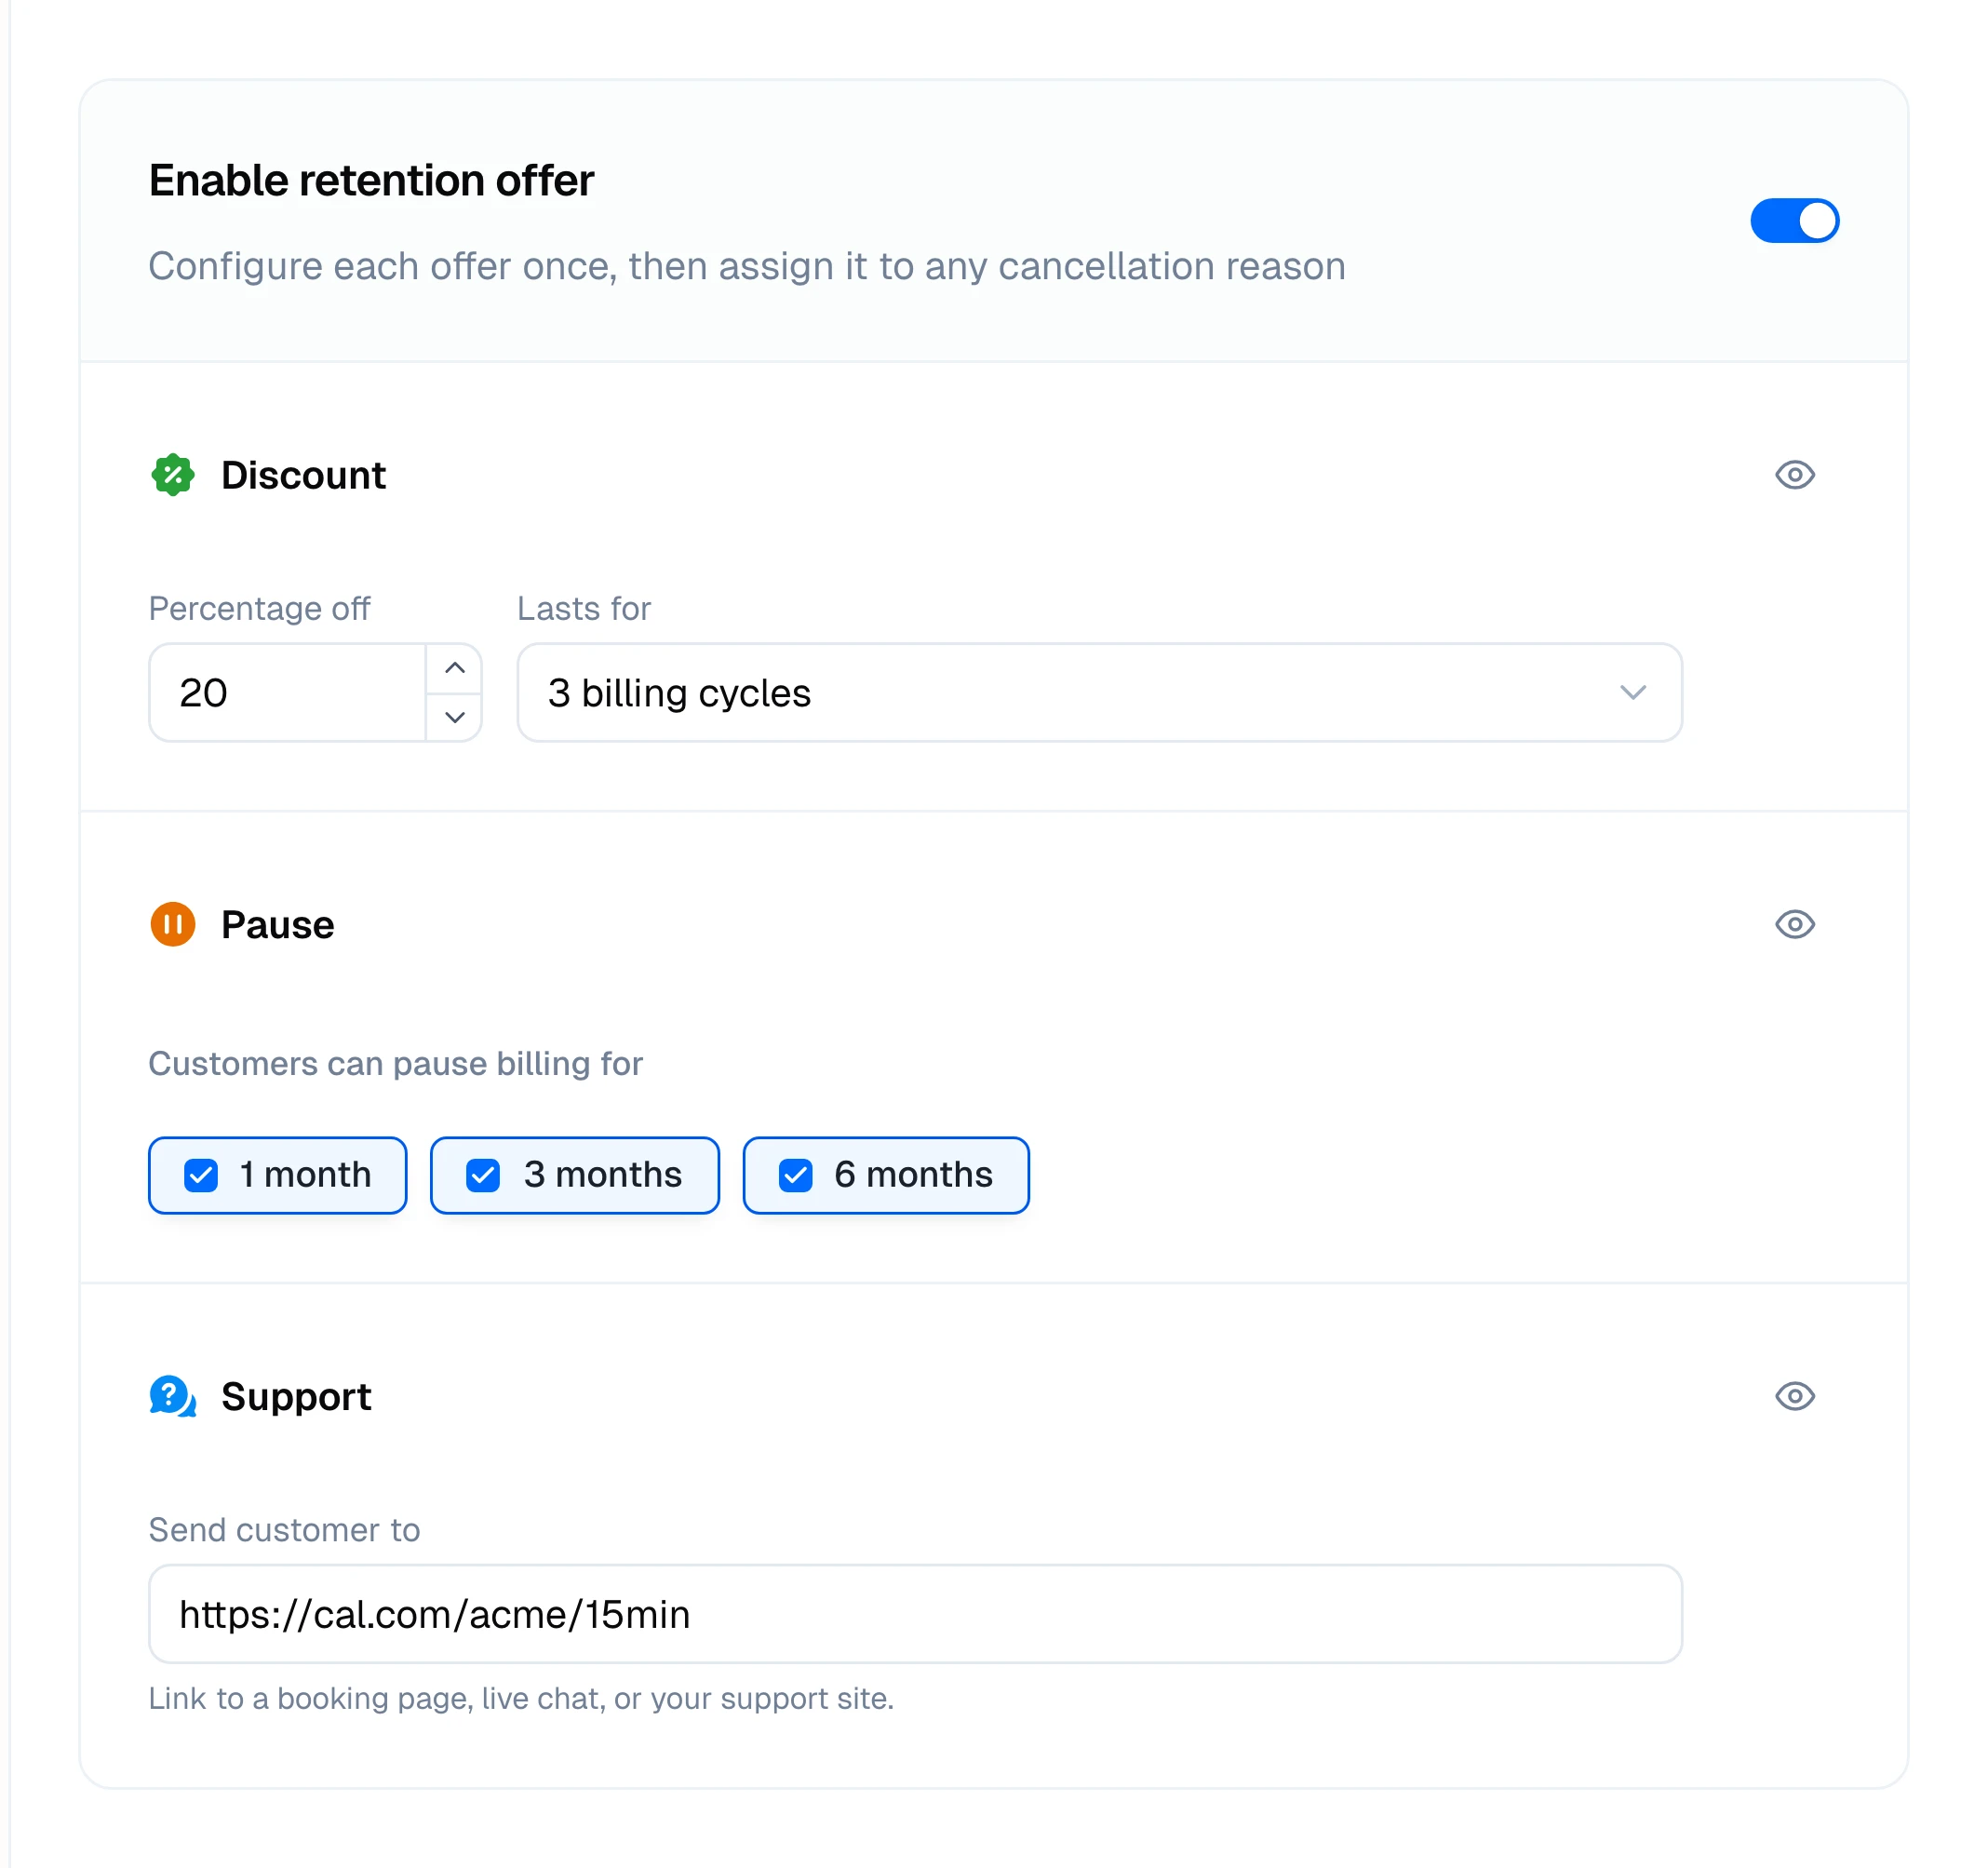 Enable retention offer
Configure each offer once, then assign it to any cancellation reason
Discount
Percentage off
Lasts for
20
3 billing cycles
Pause
Customers can pause billing for
1 month
3 months
6 months
Support
Send customer to
https://cal.com/acme/15min
Link to a booking page, live chat, or your support site.